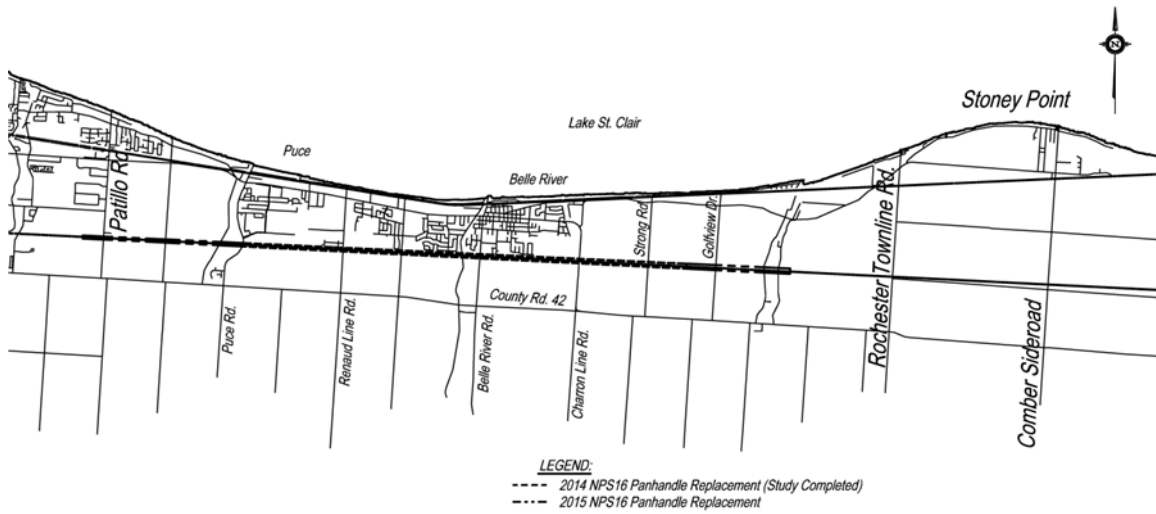 N
Stoney Point
Lake St. Clair
Puce
Belle River
Patillo Rd.
Rochester Townline Rd.
Strong Rd.
Golfview Dr.
County Rd. 42
Puce Rd.
Renaud Line Rd.
Belle River Rd.
Charron Line Rd.
Comber Sideroad
LEGEND:
2014 NPS16 Panhandle Replacement (Study Completed)
2015 NPS16 Panhandle Replacement